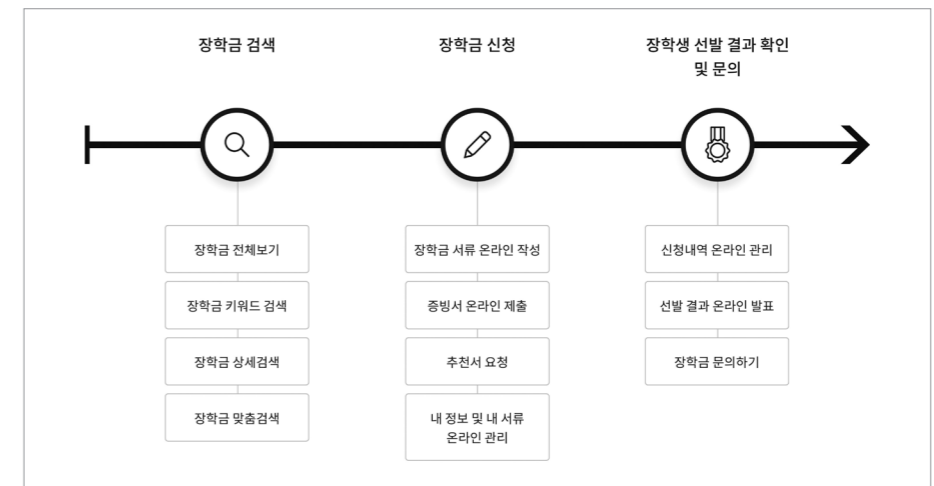 장학금 검색
장학금 전체보기
장학금 키워드 검색
장학금 상세검색
장학금 맞춤검색
장학금 신청
장학금 서류 온라인 작성
증빙서 온라인 제출
추천서 요청
내 정보 및 내 서류
온라인 관리
장학생 선발 결과 확인
및 문의
신청내역 온라인 관리
선발 결과 온라인 발표
장학금 문의하기